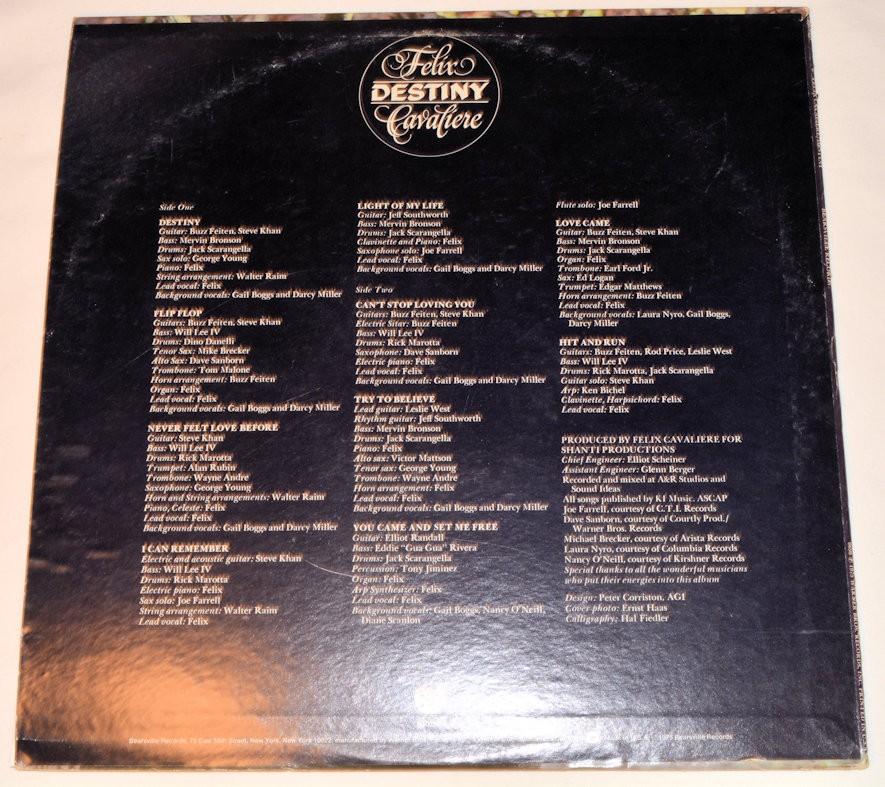 Felix
DESTINY
Cavaliere
Side One
DESTINY
Guitar: Buzz Feiten, Steve Khan
Bass: Mervin Bronson
Drums: Jack Scarangella
Sax solo: George Young
Piano: Felix
String arrangement: Walter Raim
Lead vocal: Felix
Background vocals: Gail Boggs and Darcy Miller
FLIP FLOP
Guitars: Buzz Feiten, Steve Khan
Bass: Will Lee IV
Drums: Dino Danelli
Tenor Sax: Mike Brecker
Alto Sax: Dave Sanborn
Trombone: Tom Malone
Horn arrangement: Buzz Feiten
Organ: Felix
Lead vocal: Felix
Background vocals: Gail Boggs and Darcy Miller
NEVER FELT LOVE BEFORE
Guitar: Steve Khan
Bass: Will Lee IV
Drums: Rick Marotta
Trumpet: Alan Rubin
Trombone: Wayne Andre
Saxophone: George Young
Horn and String arrangements: Walter Raim
Piano, Celeste: Felix
Lead vocal: Felix
Background vocals: Gail Boggs and Darcy Miller
I CAN REMEMBER
Electric and acoustic guitar: Steve Khan
Bass: Will Lee IV
Drums: Rick Marotta
Electric piano: Felix
Sax solo: Joe Farrell
String arrangement: Walter Raim
Lead vocal: Felix
LIGHT OF MY LIFE
Guitar: Jeff Southworth
Bass: Mervin Bronson
Drums: Jack Scarangella
Clavinette and Piano: Felix
Saxophone solo: Joe Farrell
Lead vocal: Felix
Background vocals: Gail Boggs and Darcy Miller
Side Two
CAN'T STOP LOVING YOU
Guitars: Buzz Feiten, Steve Khan
Electric Sitar: Buzz Feiten
Bass: Will Lee IV
Drums: Rick Marotta
Saxophone: Dave Sanborn
Electric piano: Felix
Lead vocal: Felix
Background vocals: Gail Boggs and Darcy Miller
TRY TO BELIEVE
Lead guitar: Leslie West
Rhythm guitar: Jeff Southworth
Bass: Mervin Bronson
Drums: Jack Scarangella
Piano: Felix
Alto sax: Victor Mattson
Tenor sax: George Young
Trombone: Wayne Andre
Horn arrangement: Felix
Lead vocal: Felix
Background vocals: Gail Boggs and Darcy Miller
YOU CAME AND SET ME FREE
Guitar: Elliot Randall
Bass: Eddie "Gua Gua" Rivera
Drums: Jack Scarangella
Percussion: Tony Jiminez
Organ: Felix
Arp Synthesizer: Felix
Lead vocal: Felix
Background vocals: Gail Boggs, Nancy O'Neill,
Diane Scanlon
Flute solo: Joe Farrell
LOVE CAME
Guitar: Buzz Feiten, Steve Khan
Bass: Mervin Bronson
Drums: Jack Scarangella
Organ: Felix
Trombone: Earl Ford Jr.
Sax: Ed Logan
Trumpet: Edgar Matthews
Horn arrangement: Buzz Feiten
Lead vocal: Felix
Background vocals: Laura Nyro, Gail Boggs,
Darcy Miller
HIT AND RUN
Guitars: Buzz Feiten, Rod Price, Leslie West
Bass: Will Lee IV
Drums: Rick Marotta, Jack Scarangella
Guitar solo: Steve Khan
Arp: Ken Bichel
Clavinette, Harpsichord: Felix
Lead vocal: Felix
PRODUCED BY FELIX CAVALIERE FOR
SHANTI PRODUCTIONS
Chief Engineer: Elliot Scheiner
Assistant Engineer: Glenn Berger
Recorded and mixed at A&R Studios and
Sound Ideas
All songs published by KI Music. ASCAP
Joe Farrell, courtesy of C.T.I. Records
Dave Sanborn, courtesy of Courtly Prod./
Warner Bros. Records
Michael Brecker, courtesy of Arista Records
Laura Nyro, courtesy of Columbia Records
Nancy O'Neill, courtesy of Kirshner Records
Special thanks to all the wonderful musicians
who put their energies into this album
Design: Peter Corriston, AGI
Cover photo: Ernst Haas
Calligraphy: Hal Fiedler
Bearsville Records, 75 East 55th Street, New York, New York 10022, manufactured by Warner 1975 Bearsville Records